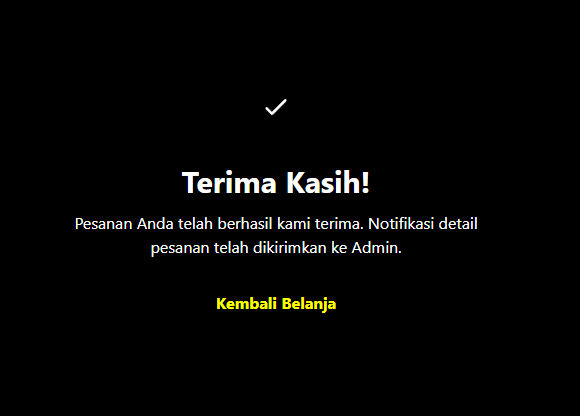 Terima Kasih!
Pesanan Anda telah berhasil kami terima. Notifikasi detail
pesanan telah dikirimkan ke Admin.
Kembali Belanja